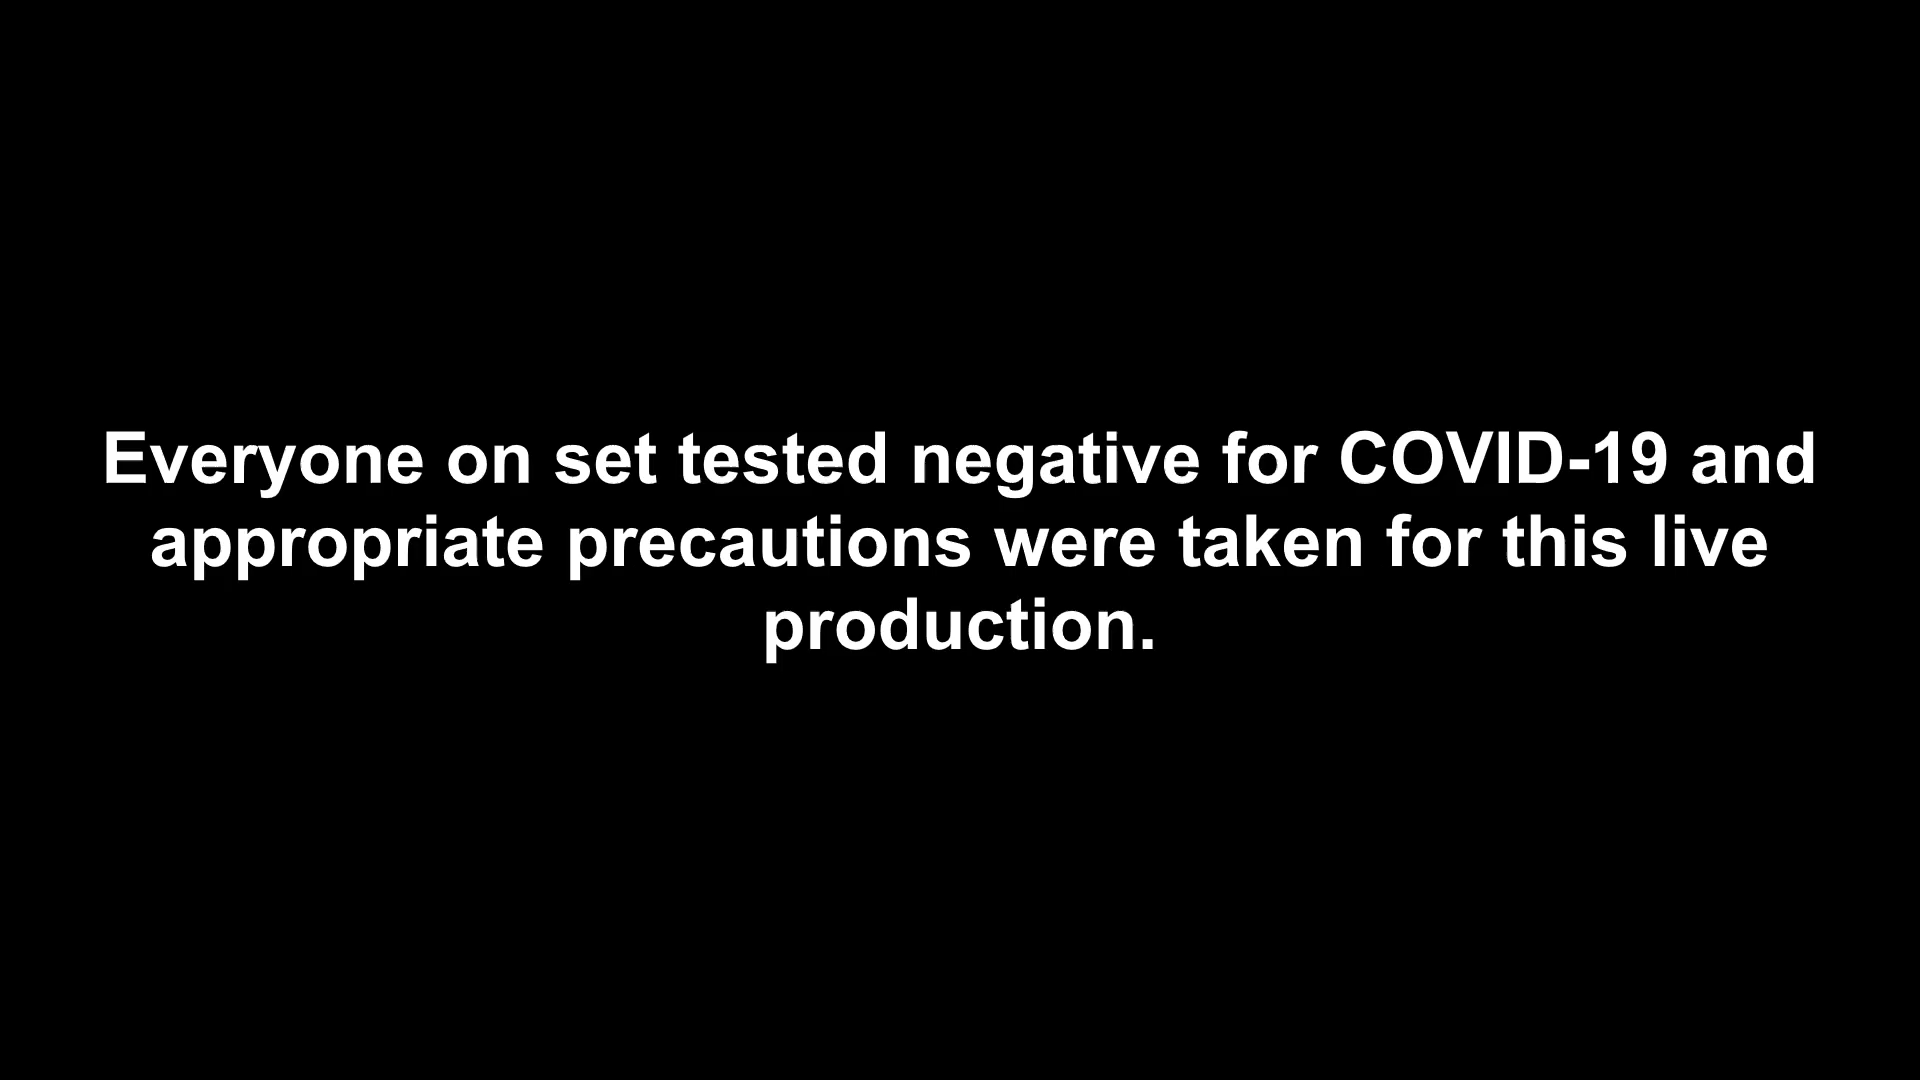 Everyone on set tested negative for COVID-19 and
appropriate precautions were taken for this live
production.